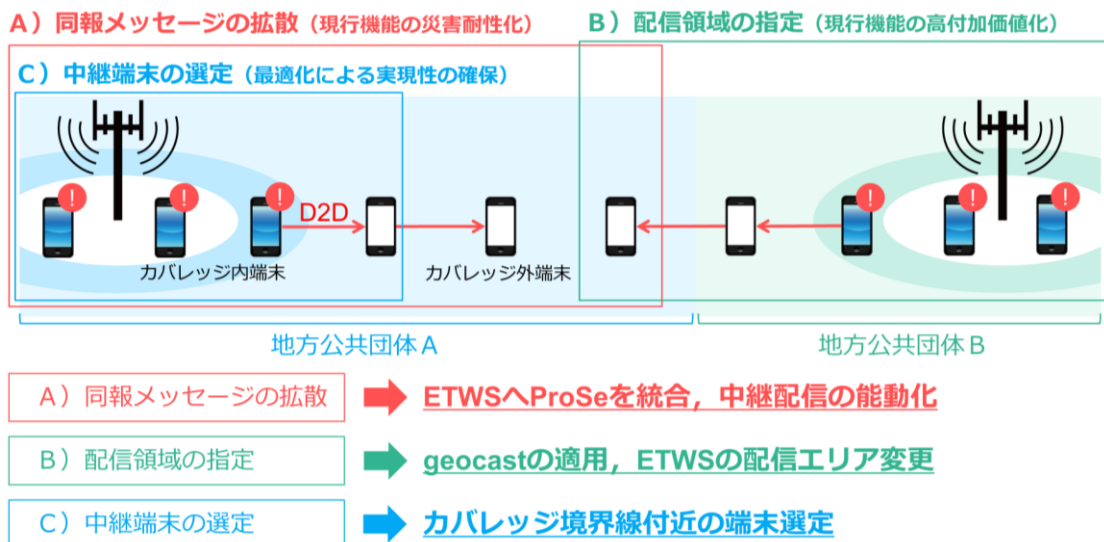 A）同報メッセージの拡散（現行機能の災害耐性化）
B）配信領域の指定（現行機能の高付加価値化）
C）中継端末の選定（最適化による実現性の確保）
!
!
!
!
!
!
D2D
カバレッジ内端末
カバレッジ外端末
地方公共団体A
地方公共団体B
A）同報メッセージの拡散
ETWSへProSeを統合，中継配信の能動化
B）配信領域の指定
geocastの適用，ETWSの配信エリア変更
C）中継端末の選定
カバレッジ境界線付近の端末選定